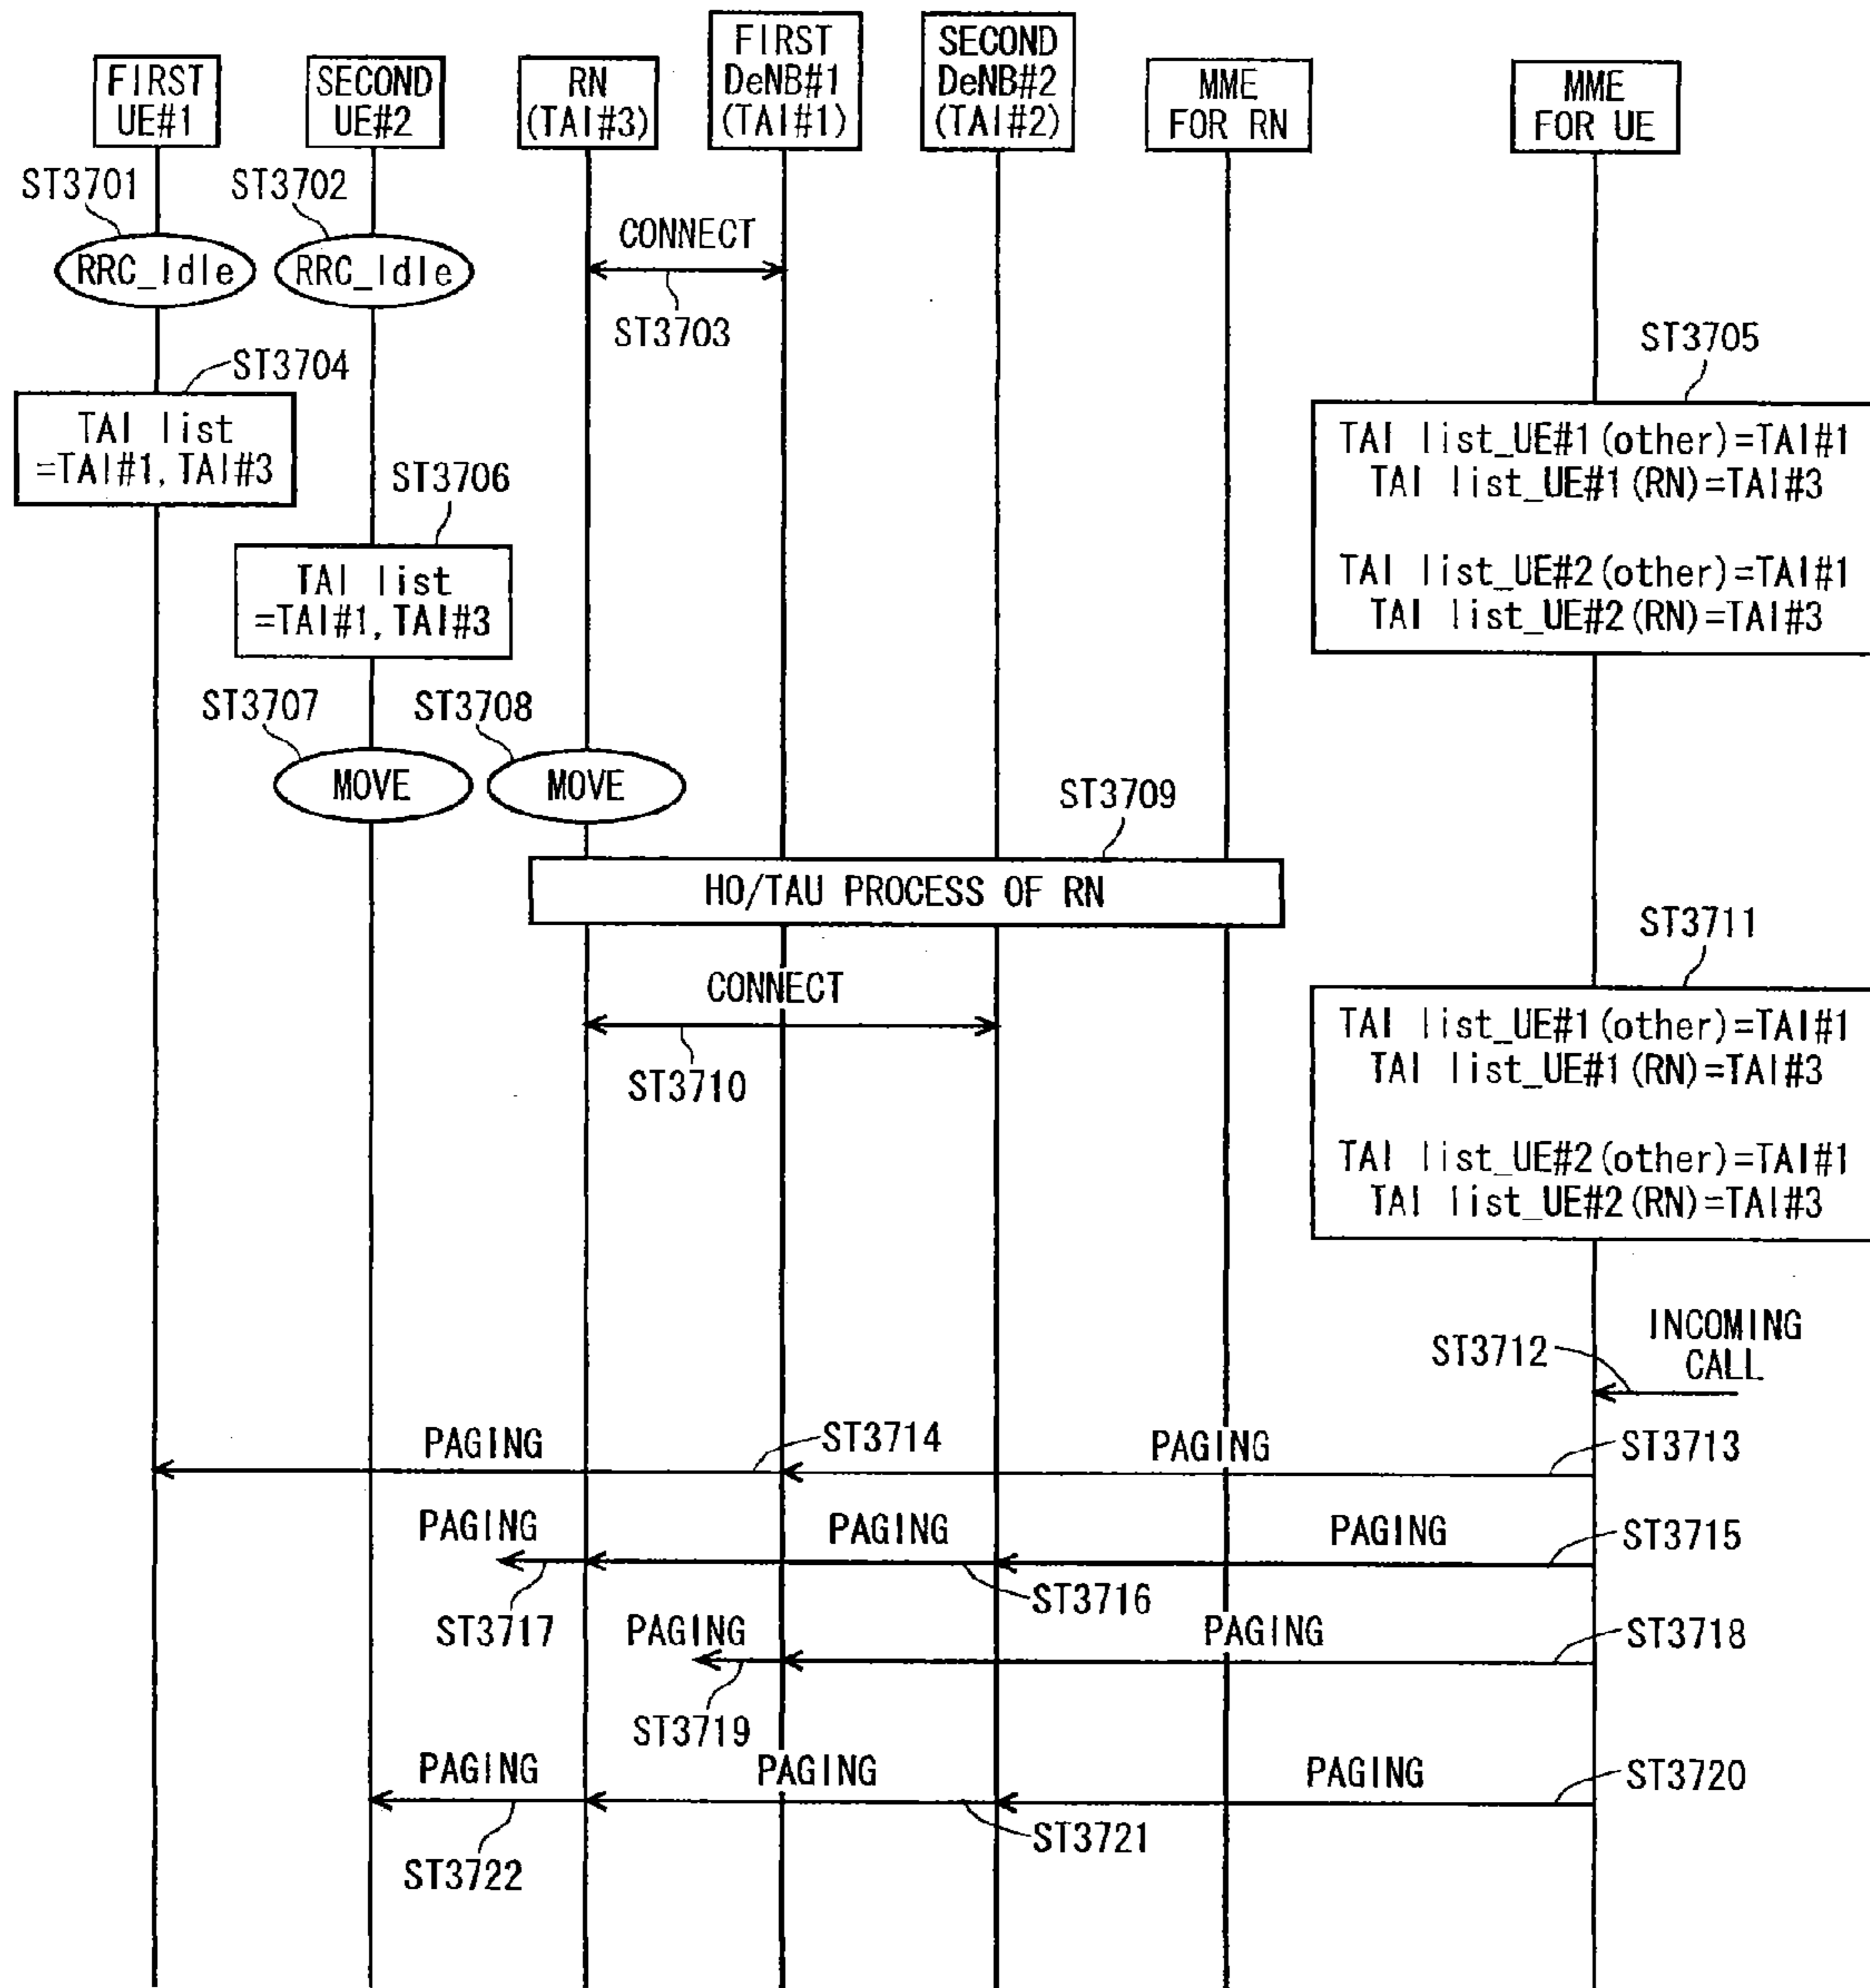 FIRST
UE#1
SECOND
UE#2
RN
(TAI#3)
FIRST
DeNB#1
(TAI#1)
SECOND
DeNB#2
(TAI#2)
MME
FOR RN
MME
FOR UE
ST3701
ST3702
RRC_Idle
RRC_Idle
CONNECT
ST3703
ST3704
TAI list
=TAI#1, TAI#3
ST3705
TAI list_UE#1(other)=TAI#1
TAI list_UE#1(RN)=TAI#3
TAI list_UE#2(other)=TAI#1
TAI list_UE#2(RN)=TAI#3
ST3706
TAI list
=TAI#1, TAI#3
ST3707
ST3708
MOVE
MOVE
ST3709
HO/TAU PROCESS OF RN
CONNECT
ST3710
ST3711
TAI list_UE#1(other)=TAI#1
TAI list_UE#1(RN)=TAI#3
TAI list_UE#2(other)=TAI#1
TAI list_UE#2(RN)=TAI#3
INCOMING
CALL
ST3712
PAGING
ST3714
PAGING
ST3713
PAGING
PAGING
PAGING
ST3715
ST3717
ST3716
PAGING
PAGING
ST3718
ST3719
PAGING
PAGING
PAGING
ST3720
ST3722
ST3721